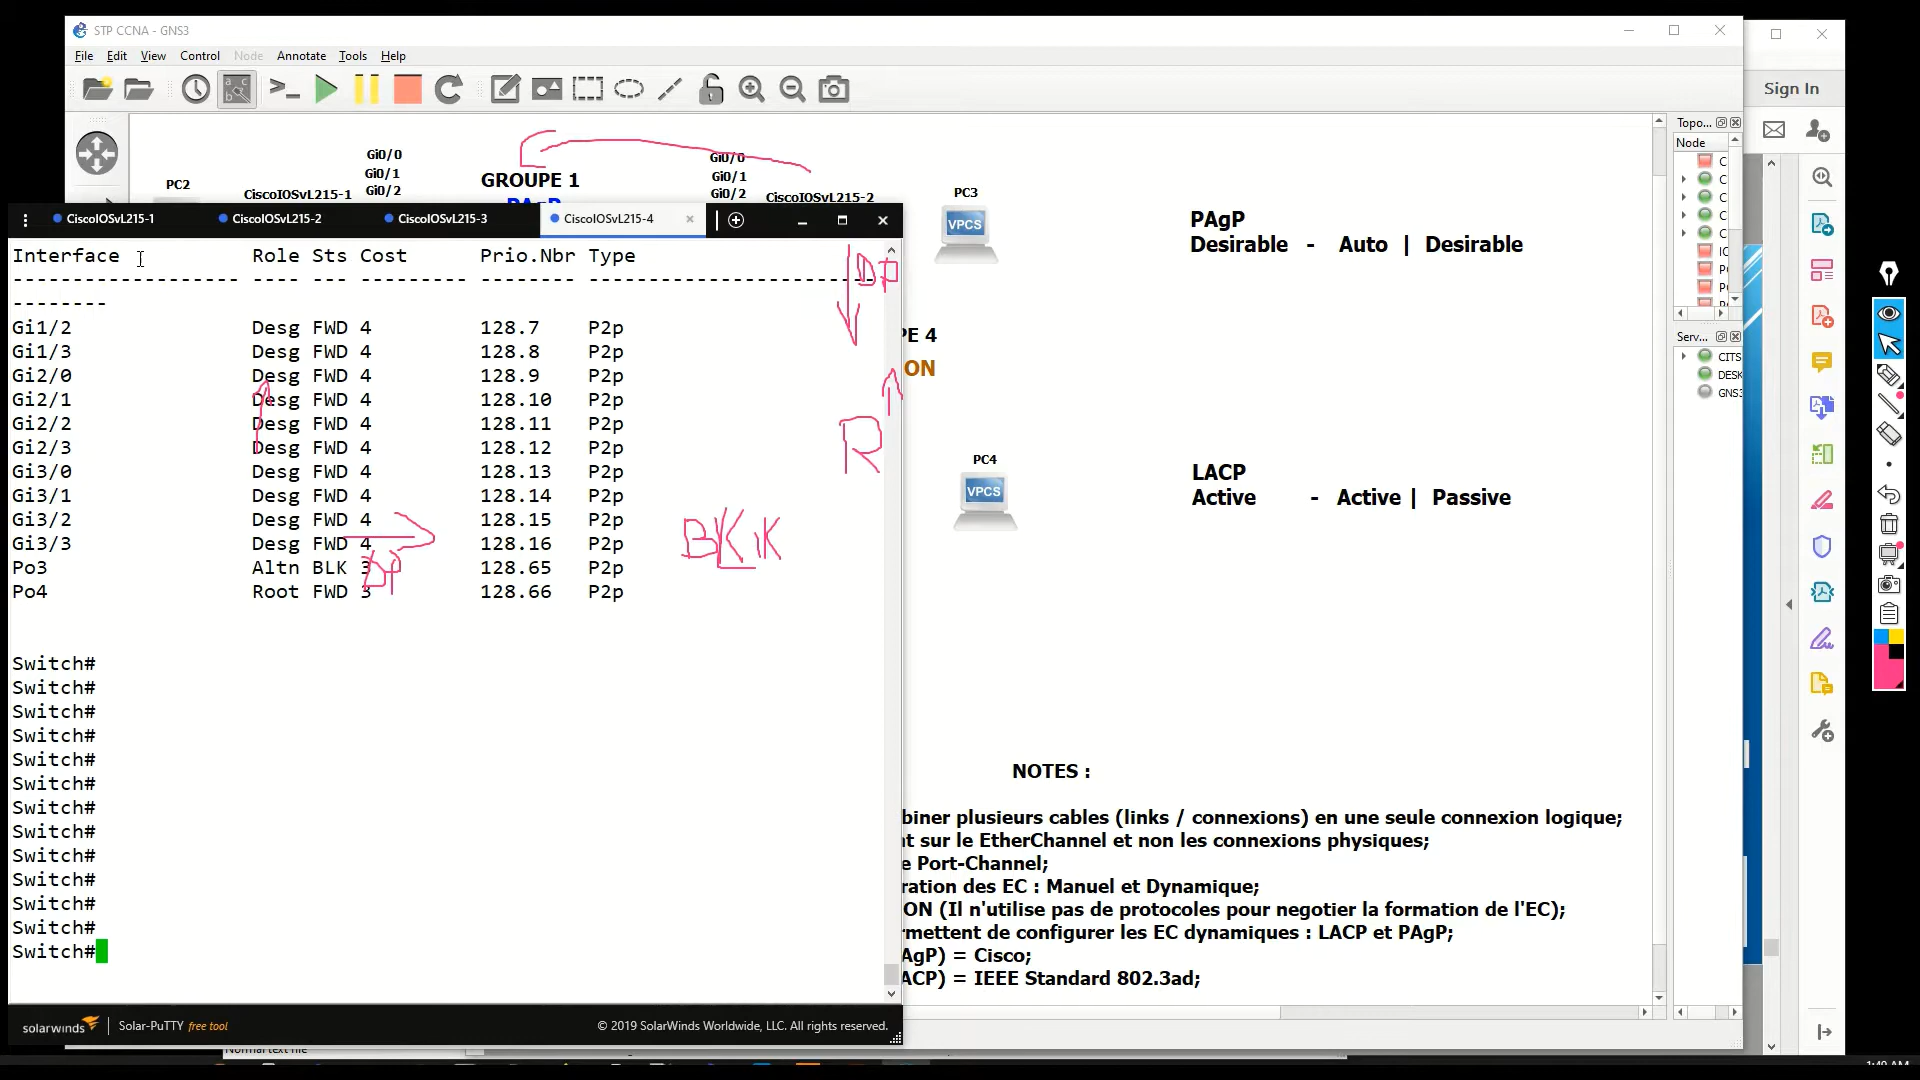 STP CCNA - GNS3
File Edit View Control Node Annotate Tools Help
Sign In
Gi0/0
Gi0/1
Gi0/2
PC2
CiscoIOSvL215-1
GROUPE 1
PAgP
Gi0/0
Gi0/1
Gi0/2
CiscoIOSvL215-2
PC3
VPCS
PAgP
Desirable - Auto | Desirable
Topo...
Node
C
C
C
C
C
IC
Serv...
CITS
DESK
GNS3
CiscoIOSvL215-1 CiscoIOSvL215-2 CiscoIOSvL215-3 CiscoIOSvL215-4
Interface Role Sts Cost Prio.Nbr Type
------------------- ---- --- --------- -------- ------------------------
--------
Gi1/2 Desg FWD 4 128.7 P2p
Gi1/3 Desg FWD 4 128.8 P2p
Gi2/0 Desg FWD 4 128.9 P2p
Gi2/1 Desg FWD 4 128.10 P2p
Gi2/2 Desg FWD 4 128.11 P2p
Gi2/3 Desg FWD 4 128.12 P2p
Gi3/0 Desg FWD 4 128.13 P2p
Gi3/1 Desg FWD 4 128.14 P2p
Gi3/2 Desg FWD 4 128.15 P2p
Gi3/3 Desg FWD 4 128.16 P2p
Po3 Altn BLK 3 128.65 P2p
Po4 Root FWD 3 128.66 P2p
Switch#
Switch#
Switch#
Switch#
Switch#
Switch#
Switch#
Switch#
Switch#
Switch#
Switch#
Switch#
Switch#
DP
R
DP
PE 4
ON
PC4
VPCS
LACP
Active - Active | Passive
NOTES :
biner plusieurs cables (links / connexions) en une seule connexion logique;
t sur le EtherChannel et non les connexions physiques;
e Port-Channel;
ration des EC : Manuel et Dynamique;
ON (Il n'utilise pas de protocoles pour negotier la formation de l'EC);
rmettent de configurer les EC dynamiques : LACP et PAgP;
AgP) = Cisco;
ACP) = IEEE Standard 802.3ad;
solarwinds Solar-PuTTY free tool © 2019 SolarWinds Worldwide, LLC. All rights reserved.
Normal text file